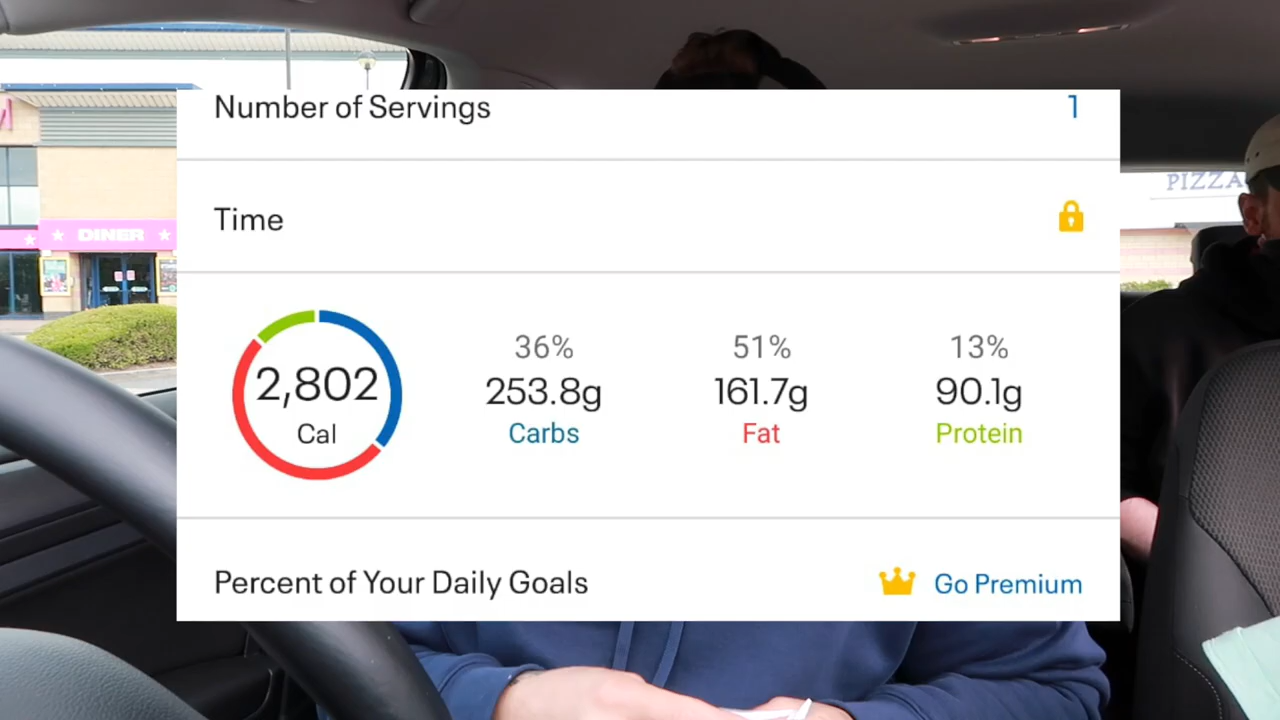 Number of Servings 1
Time
DINER
PIZZA
2,802
Cal
36%
253.8g
Carbs
51%
161.7g
Fat
13%
90.1g
Protein
Percent of Your Daily Goals Go Premium